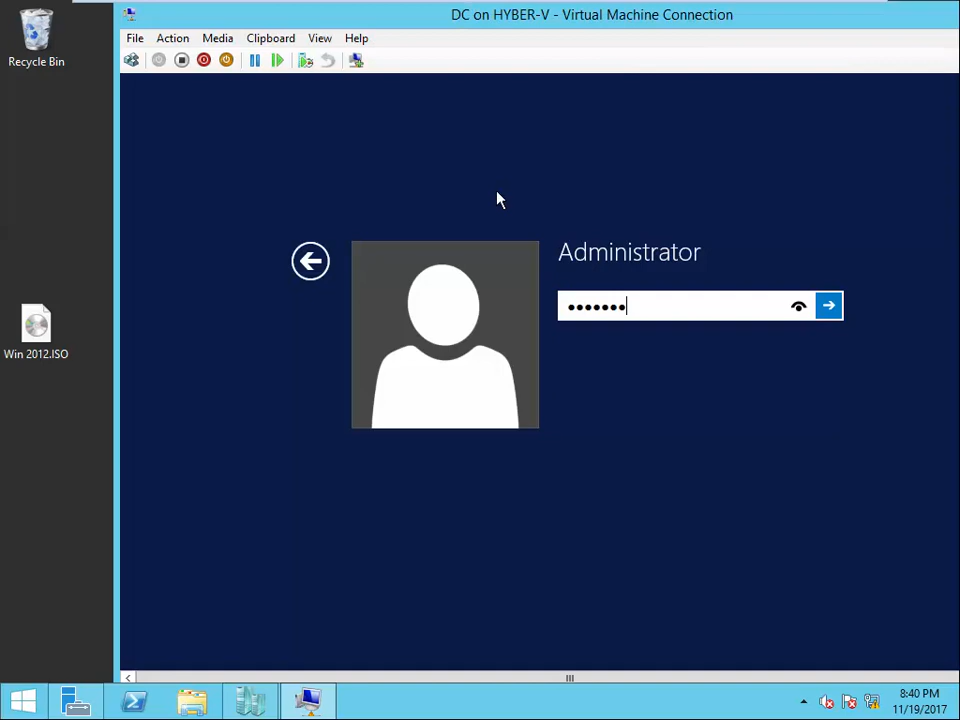 DC on HYBER-V - Virtual Machine Connection
File Action Media Clipboard View Help
Recycle Bin
Administrator
Win 2012.ISO
8:40 PM
11/19/2017